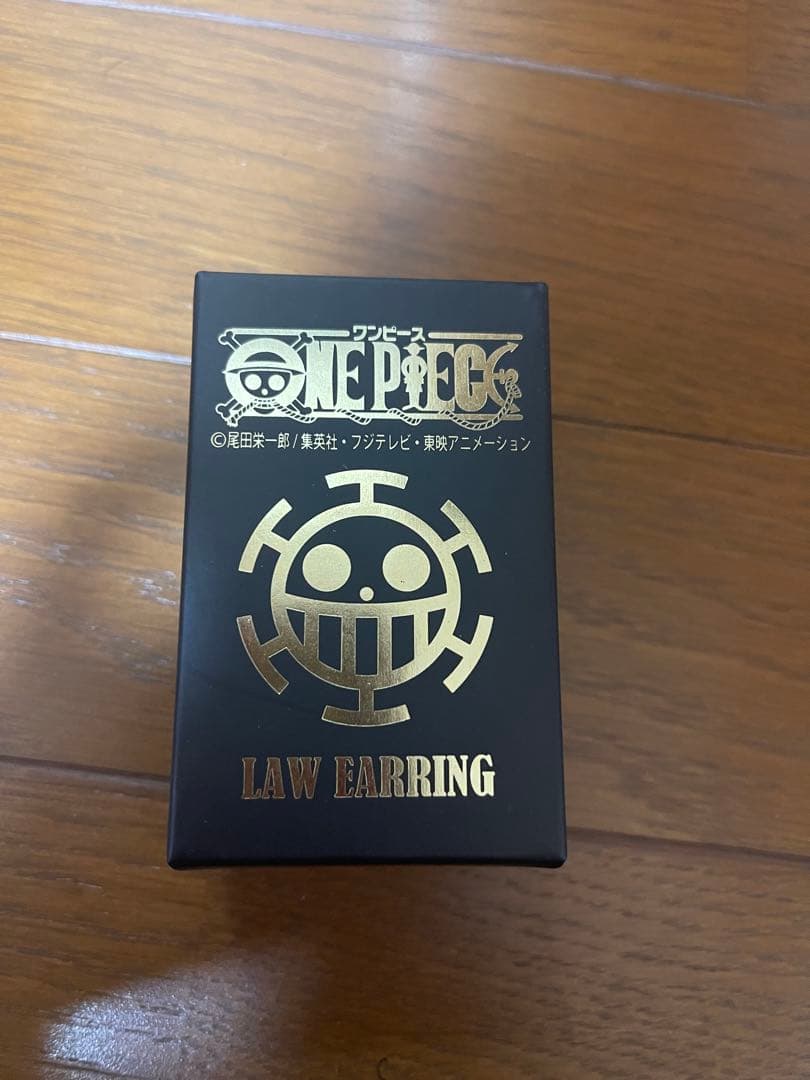 ワンピース
ONE PIECE
©尾田栄一郎/集英社・フジテレビ・東映アニメーション
LAW EARRING